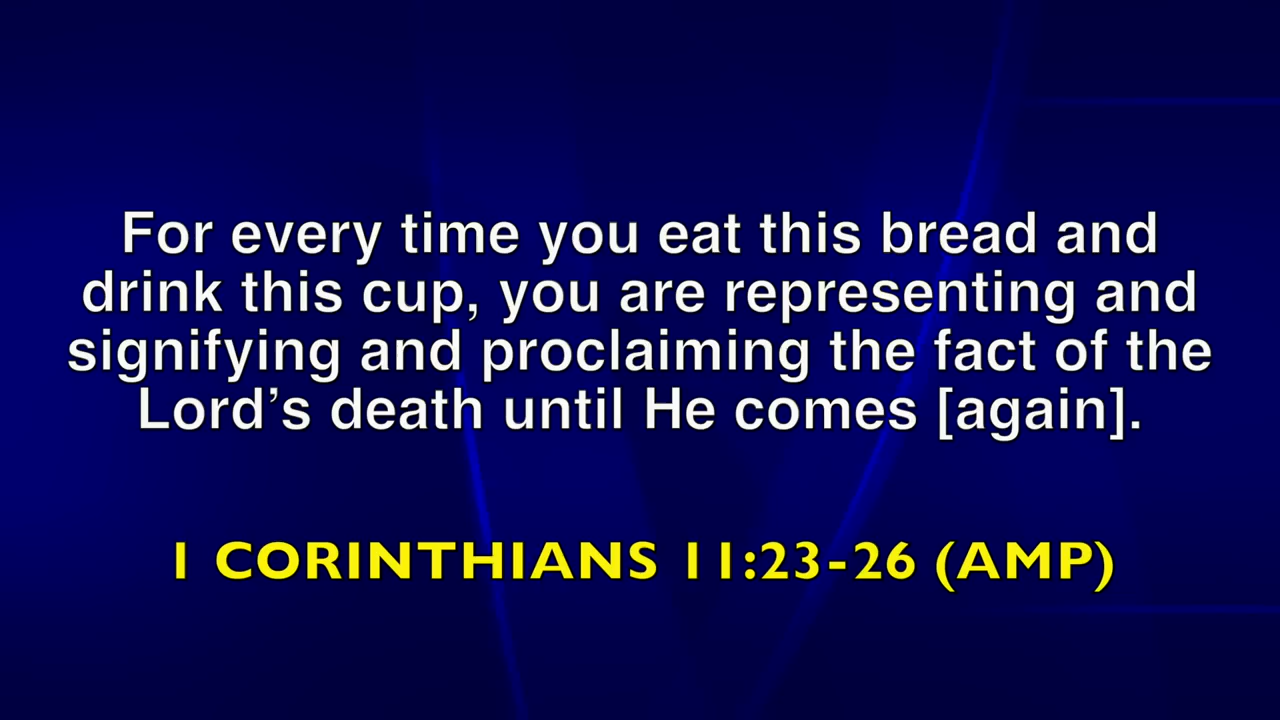 For every time you eat this bread and
drink this cup, you are representing and
signifying and proclaiming the fact of the
Lord’s death until He comes [again].
1 CORINTHIANS 11:23-26 (AMP)